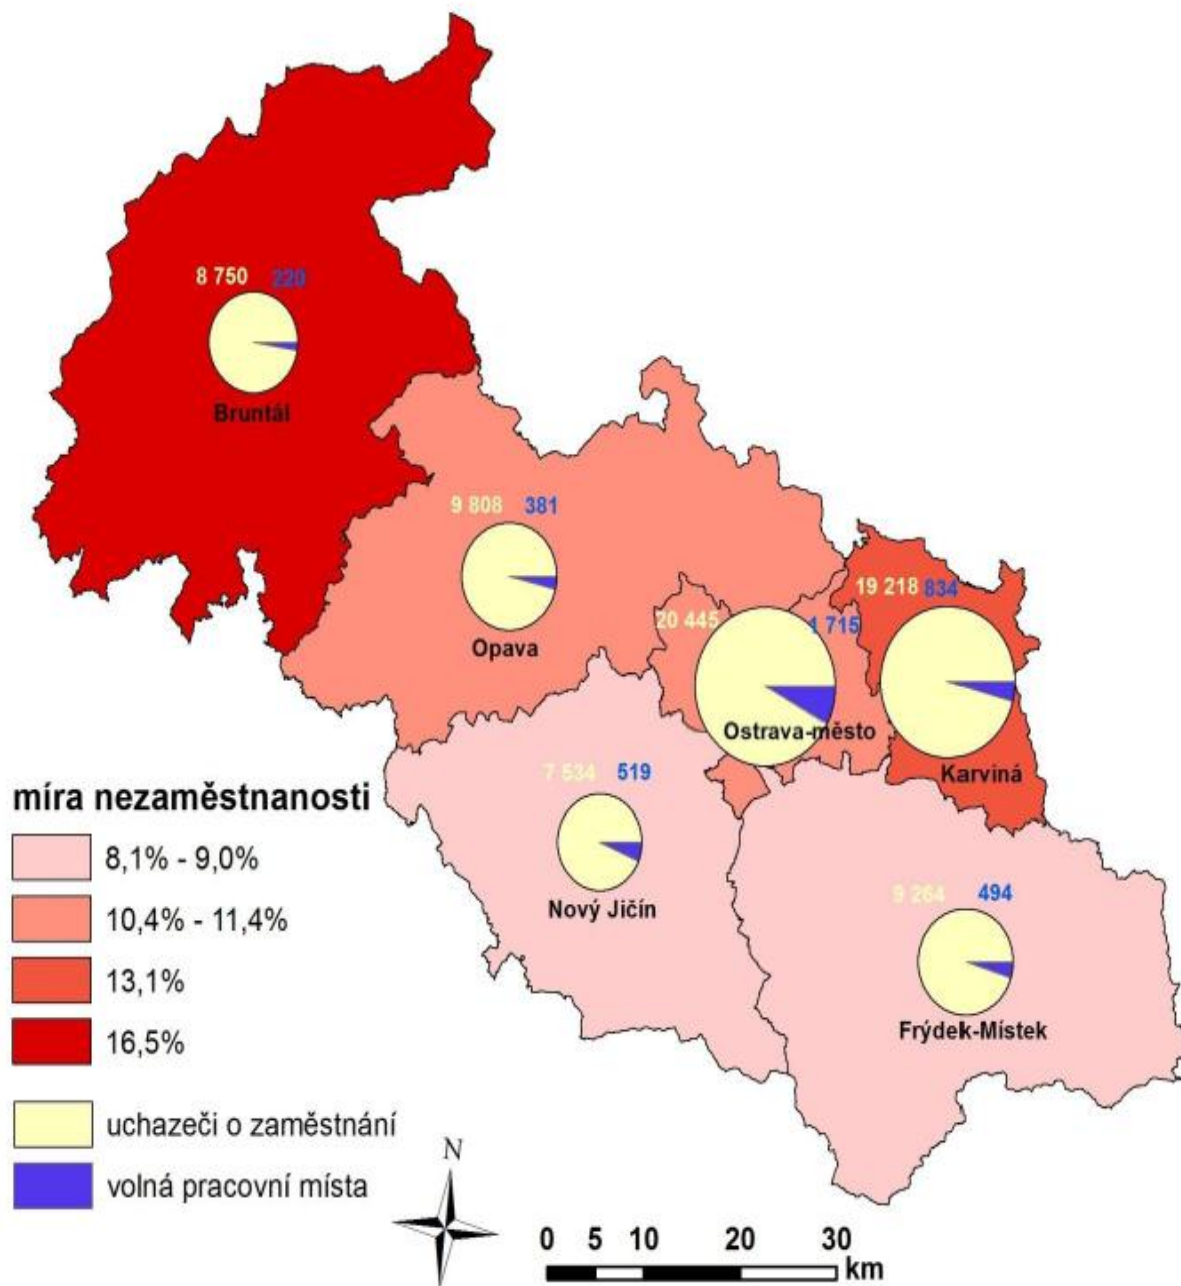 8 750 220
Bruntál
9 808 381
Opava
19 218 834
20 445 1 715
Ostrava-město
Karviná
7 534 519
Nový Jičín
9 264 494
Frýdek-Místek
míra nezaměstnanosti
8,1% - 9,0%
10,4% - 11,4%
13,1%
16,5%
uchazeči o zaměstnání
volná pracovní místa
N
0 5 10 20 30
km